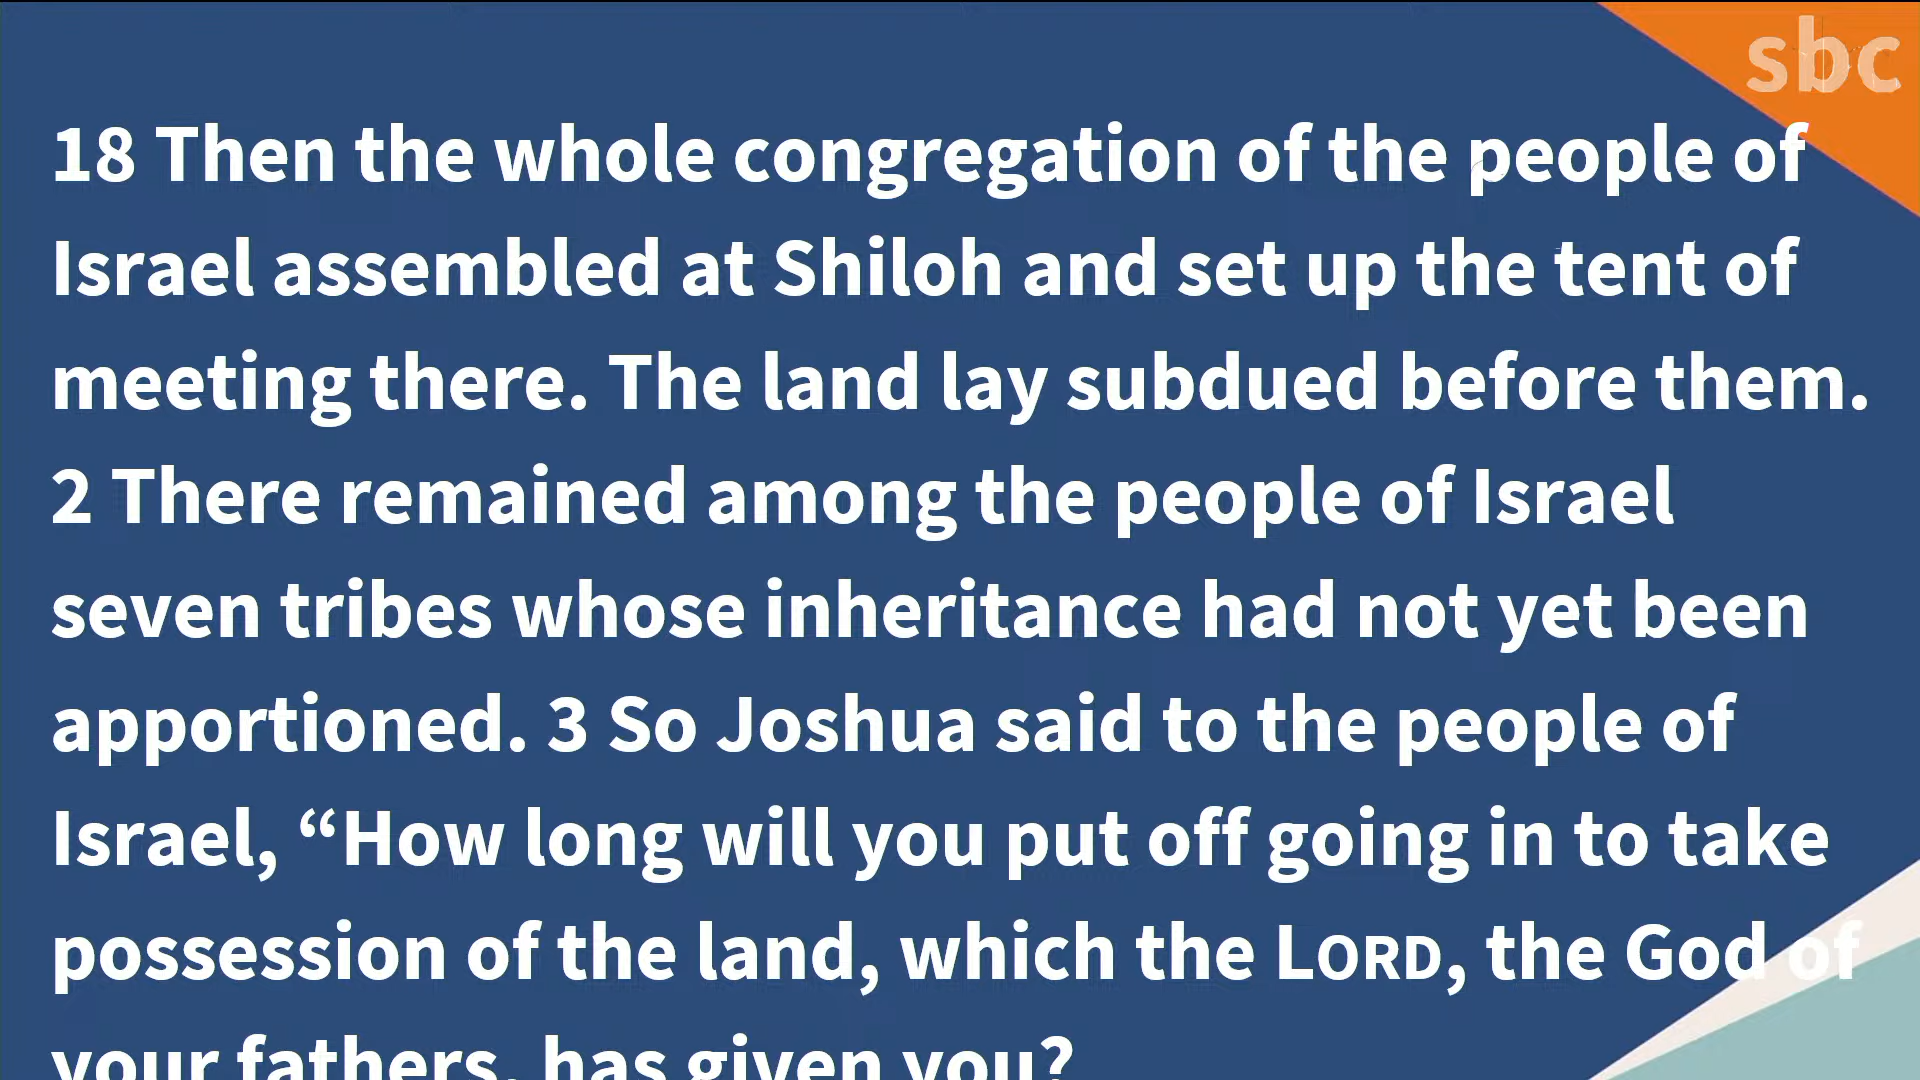 sbc
18 Then the whole congregation of the people of
Israel assembled at Shiloh and set up the tent of
meeting there. The land lay subdued before them.
2 There remained among the people of Israel
seven tribes whose inheritance had not yet been
apportioned. 3 So Joshua said to the people of
Israel, “How long will you put off going in to take
possession of the land, which the LORD, the God of
your fathers, has given you?